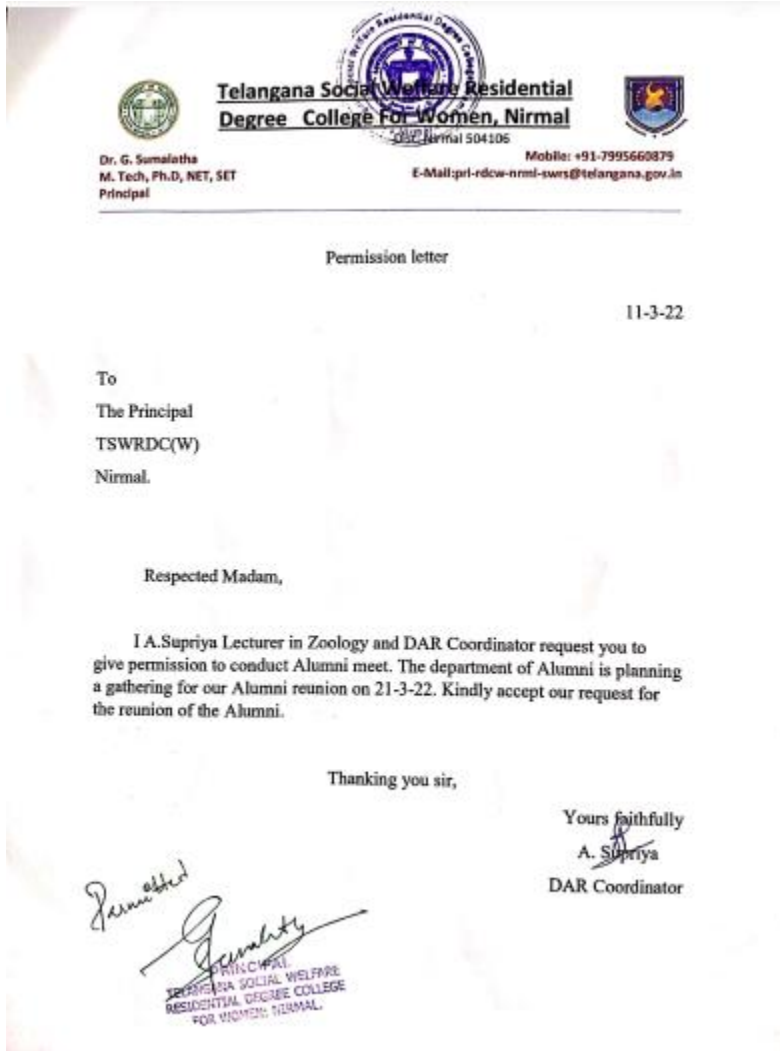 Telangana Social Welfare Residential
Degree College For Women, Nirmal
Dist. Nirmal 504106
Dr. G. Sumalatha
M. Tech, Ph.D, NET, SET
Principal
Mobile: +91-7995660879
E-Mail:prl-rdcw-nrml-swrs@telangana.gov.in
Permission letter
11-3-22
To
The Principal
TSWRDC(W)
Nirmal.
Respected Madam,
I A.Supriya Lecturer in Zoology and DAR Coordinator request you to
give permission to conduct Alumni meet. The department of Alumni is planning
a gathering for our Alumni reunion on 21-3-22. Kindly accept our request for
the reunion of the Alumni.
Thanking you sir,
Yours faithfully
A. Supriya
DAR Coordinator
Permitted
PRINCIPAL
TELANGANA SOCIAL WELFARE
RESIDENTIAL DEGREE COLLEGE
FOR WOMEN: NIRMAL.